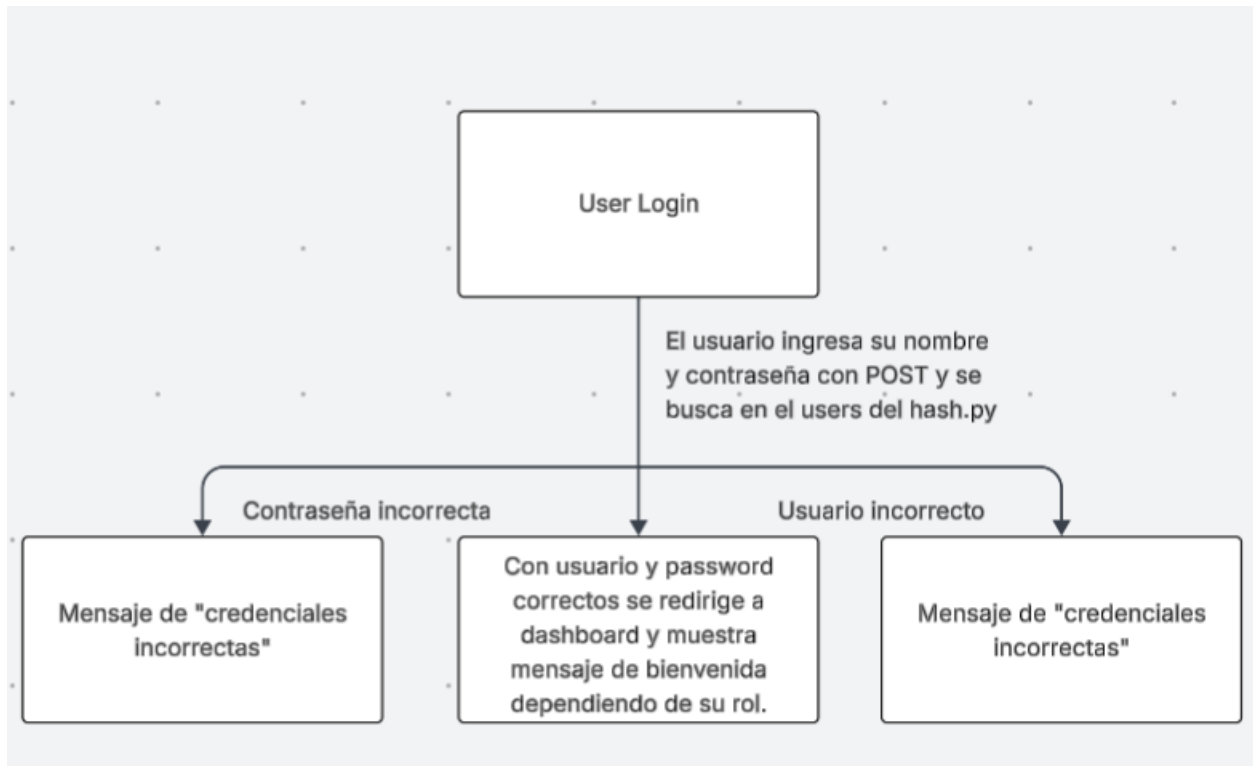 User Login
El usuario ingresa su nombre
y contraseña con POST y se
busca en el users del hash.py
Contraseña incorrecta
Usuario incorrecto
Mensaje de "credenciales
incorrectas"
Con usuario y password
correctos se redirige a
dashboard y muestra
mensaje de bienvenida
dependiendo de su rol.
Mensaje de "credenciales
incorrectas"